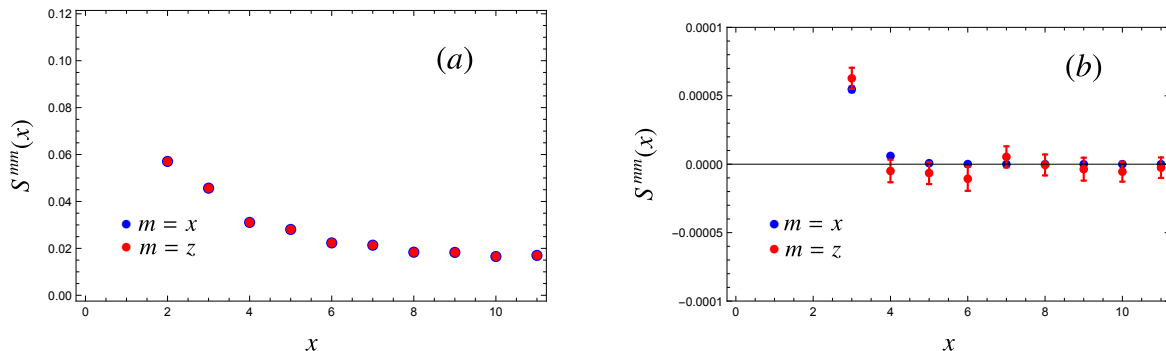 0.12
0.10
0.08
0.06
0.04
0.02
0.00
S^{mm}(x)
(a)
m = x
m = z
0 2 4 6 8 10
x
0.0001
0.00005
0.0000
-0.00005
-0.0001
S^{mm}(x)
(b)
m = x
m = z
0 2 4 6 8 10
x